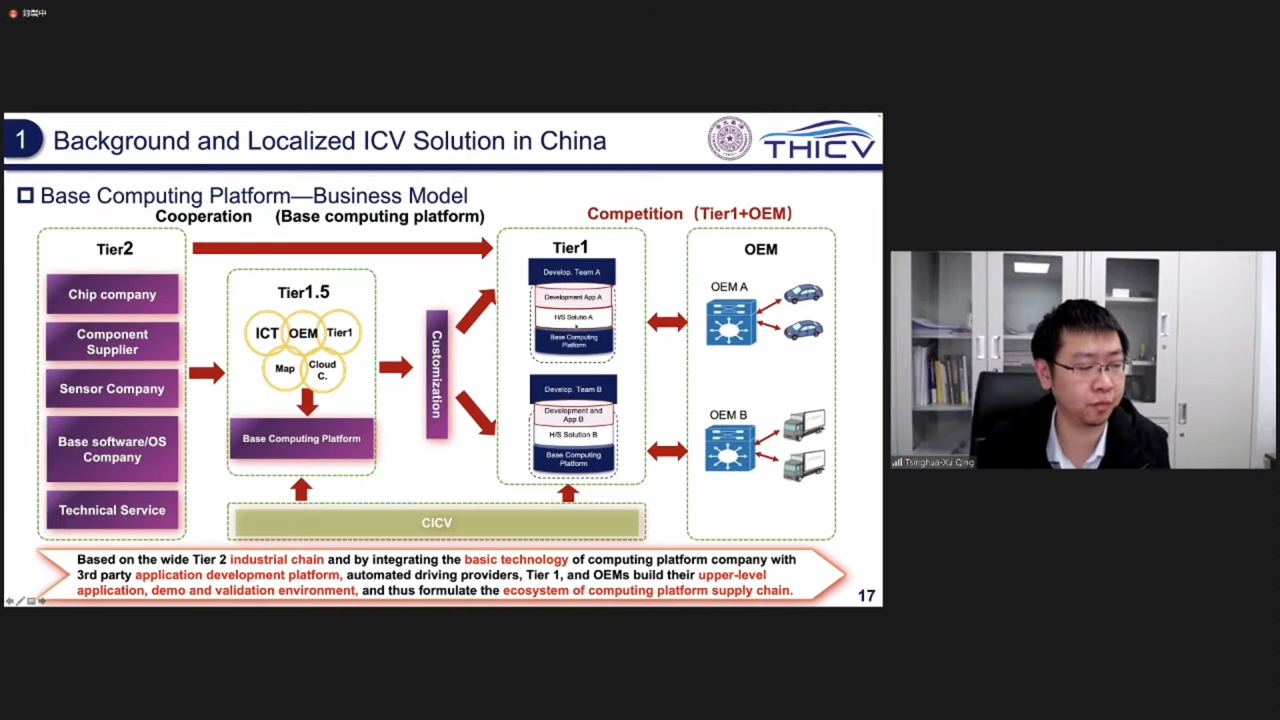 錄製中
1
Background and Localized ICV Solution in China
THICV
Base Computing Platform—Business Model
Cooperation (Base computing platform)
Competition（Tier1+OEM）
Tier2
Chip company
Component
Supplier
Sensor Company
Base software/OS
Company
Technical Service
Tier1.5
ICT
OEM
Tier1
Map
Cloud
C.
Base Computing Platform
Customization
Tier1
Develop. Team A
Development App A
H/S Solutio A
Base Computing
Platform
Develop. Team B
Development and
App B
H/S Solution B
Base Computing
Platform
OEM
OEM A
OEM B
CICV
Based on the wide Tier 2 industrial chain and by integrating the basic technology of computing platform company with
3rd party application development platform, automated driving providers, Tier 1, and OEMs build their upper-level
application, demo and validation environment, and thus formulate the ecosystem of computing platform supply chain.
17
Tsinghua-Xu Qing